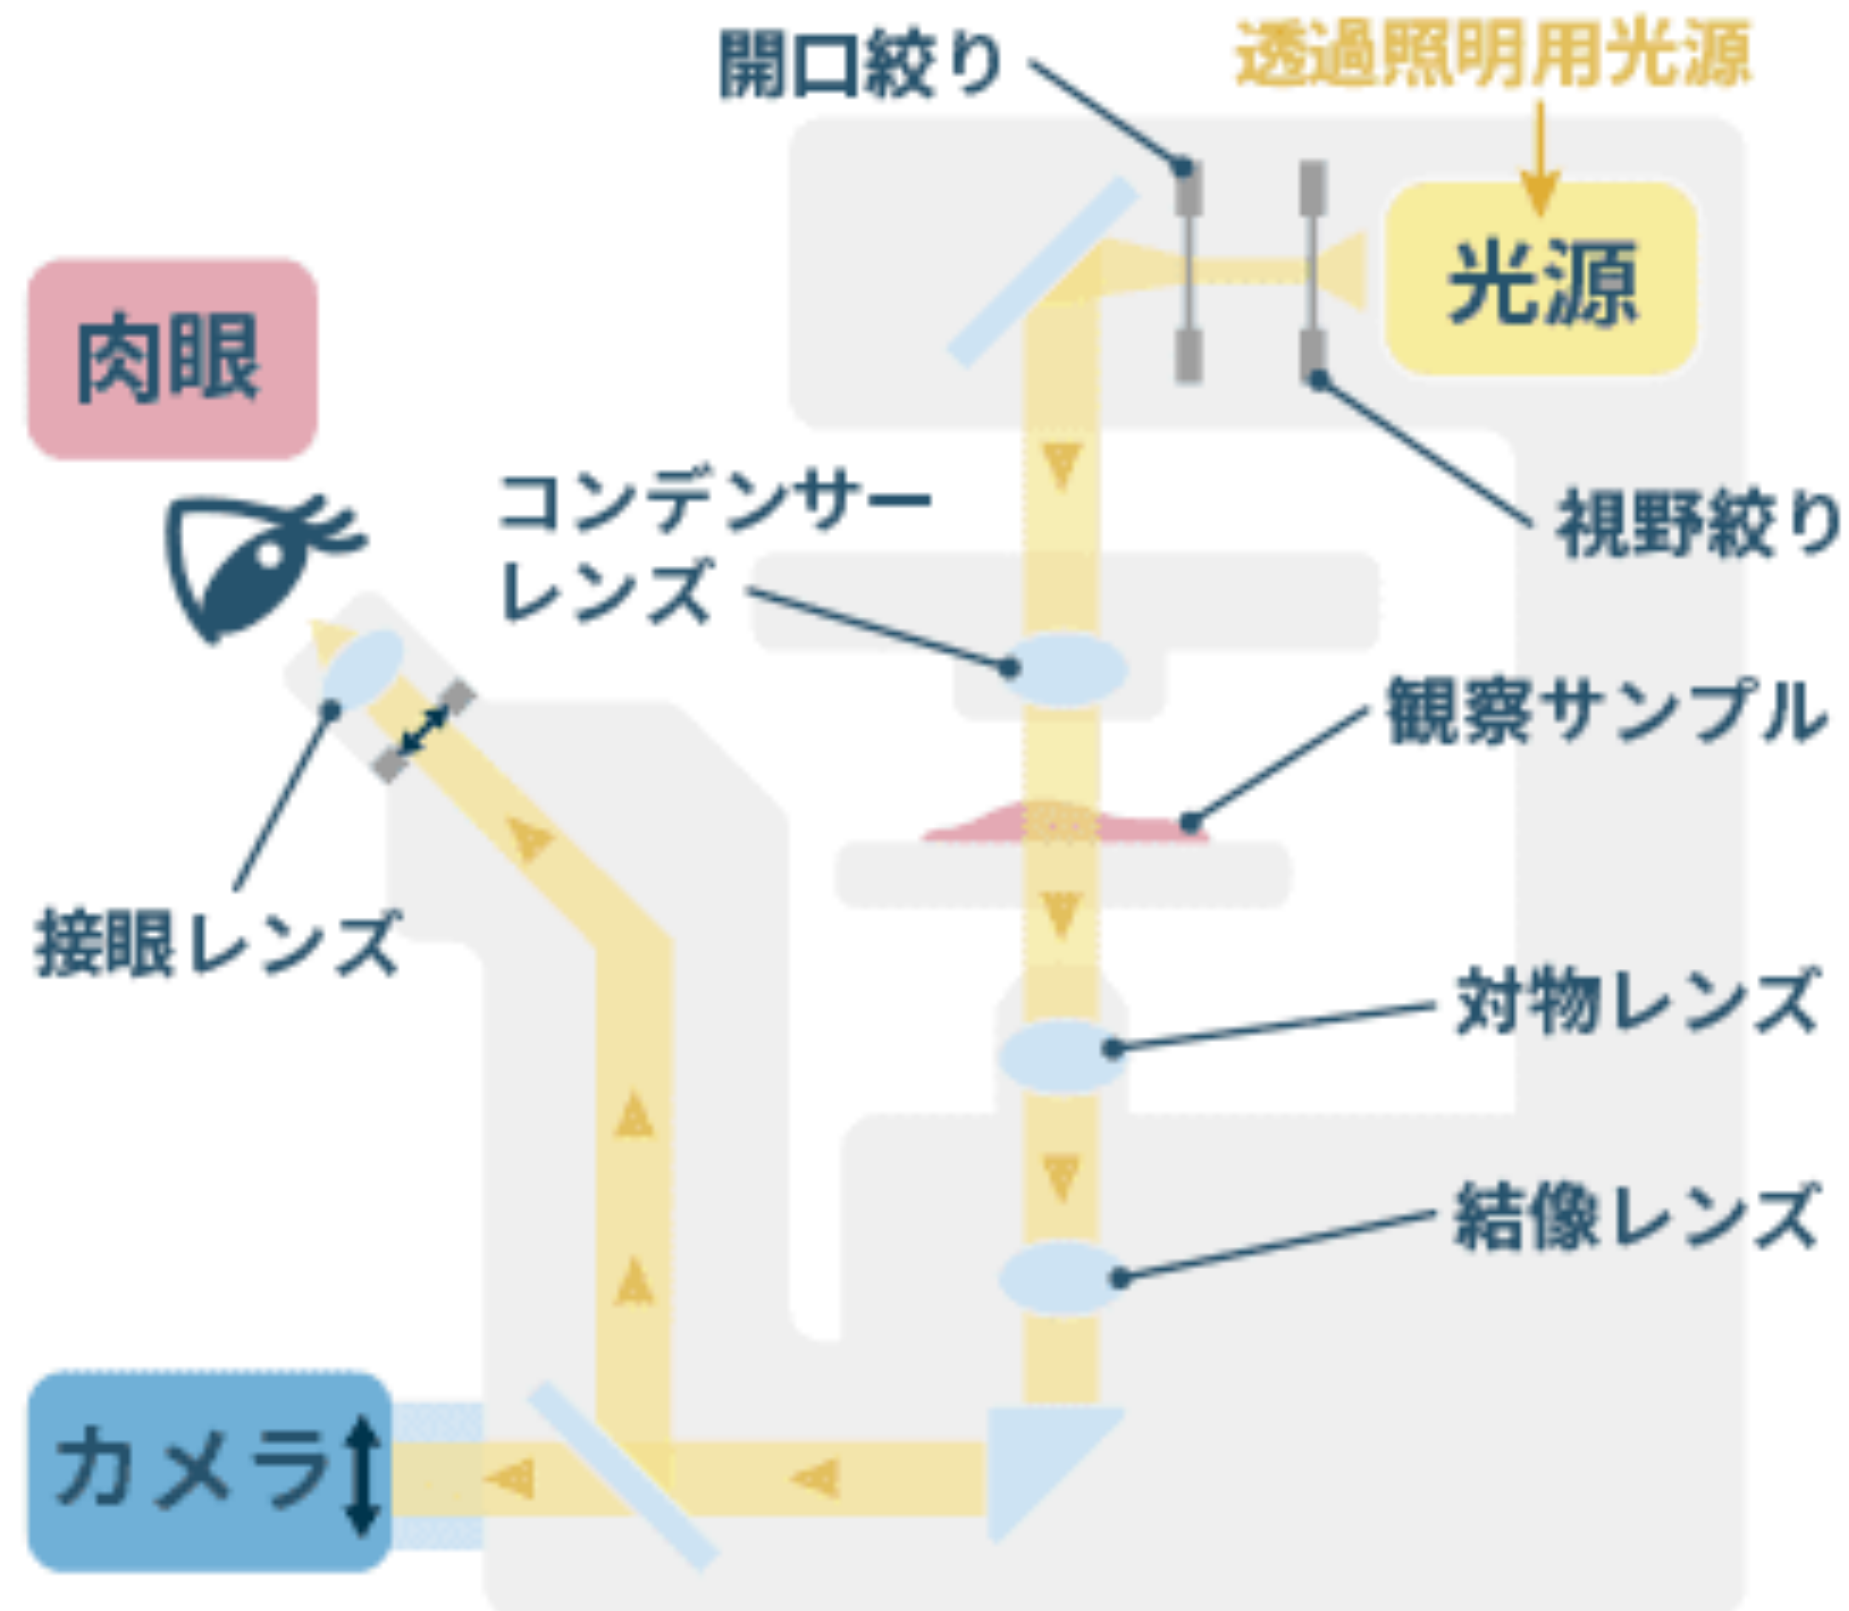 開口絞り
透過照明用光源
光源
肉眼
コンデンサー
レンズ
視野絞り
観察サンプル
接眼レンズ
対物レンズ
結像レンズ
カメラ